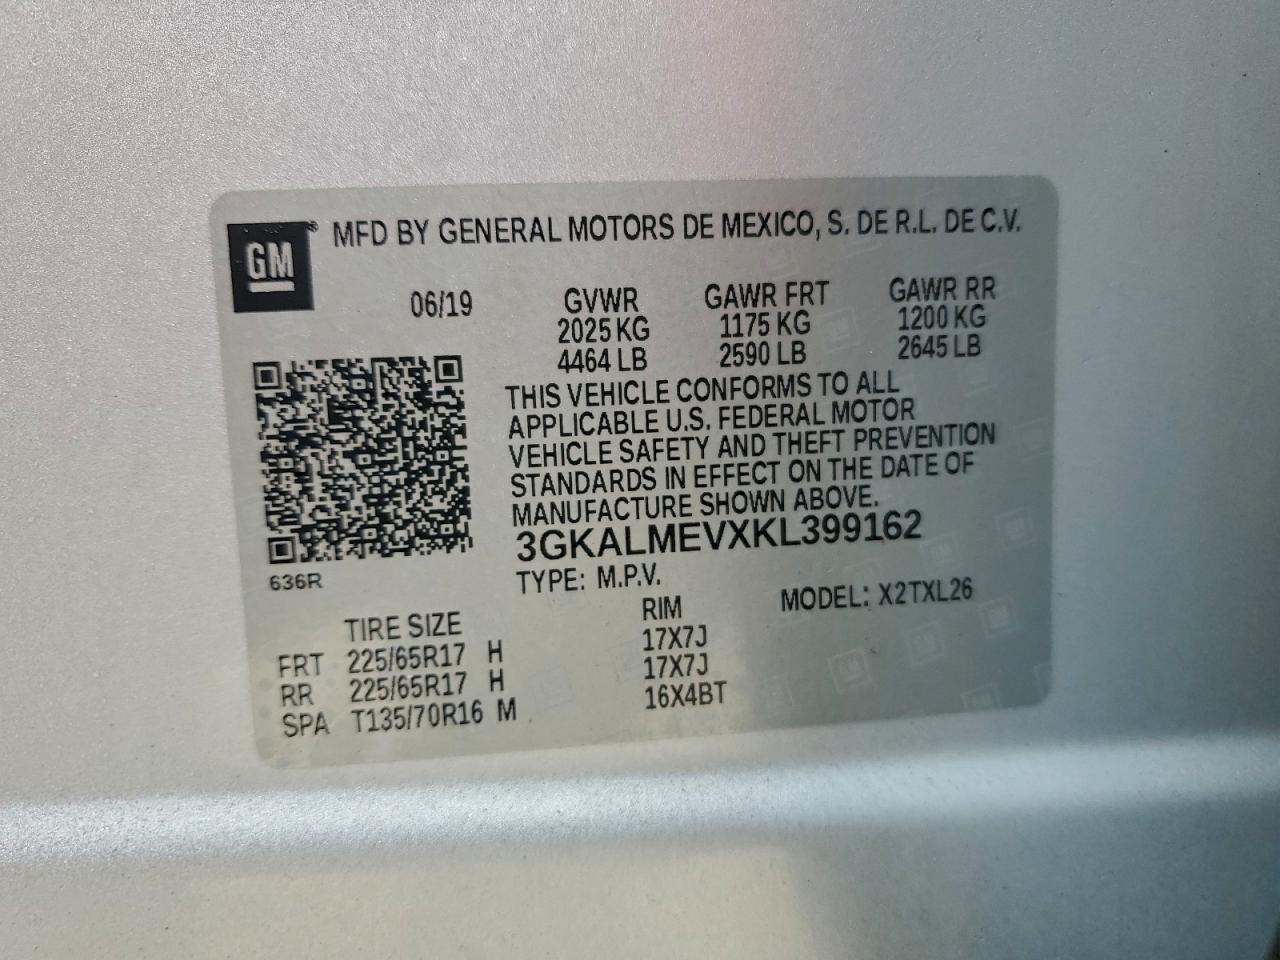 GM ® MFD BY GENERAL MOTORS DE MEXICO, S. DE R.L. DE C.V.
06/19 GVWR GAWR FRT GAWR RR
2025 KG 1175 KG 1200 KG
4464 LB 2590 LB 2645 LB
THIS VEHICLE CONFORMS TO ALL
APPLICABLE U.S. FEDERAL MOTOR
VEHICLE SAFETY AND THEFT PREVENTION
STANDARDS IN EFFECT ON THE DATE OF
MANUFACTURE SHOWN ABOVE.
3GKALMEVXKL399162
636R
TYPE: M.P.V. MODEL: X2TXL26
TIRE SIZE RIM
FRT 225/65R17 H 17X7J
RR 225/65R17 H 17X7J
SPA T135/70R16 M 16X4BT